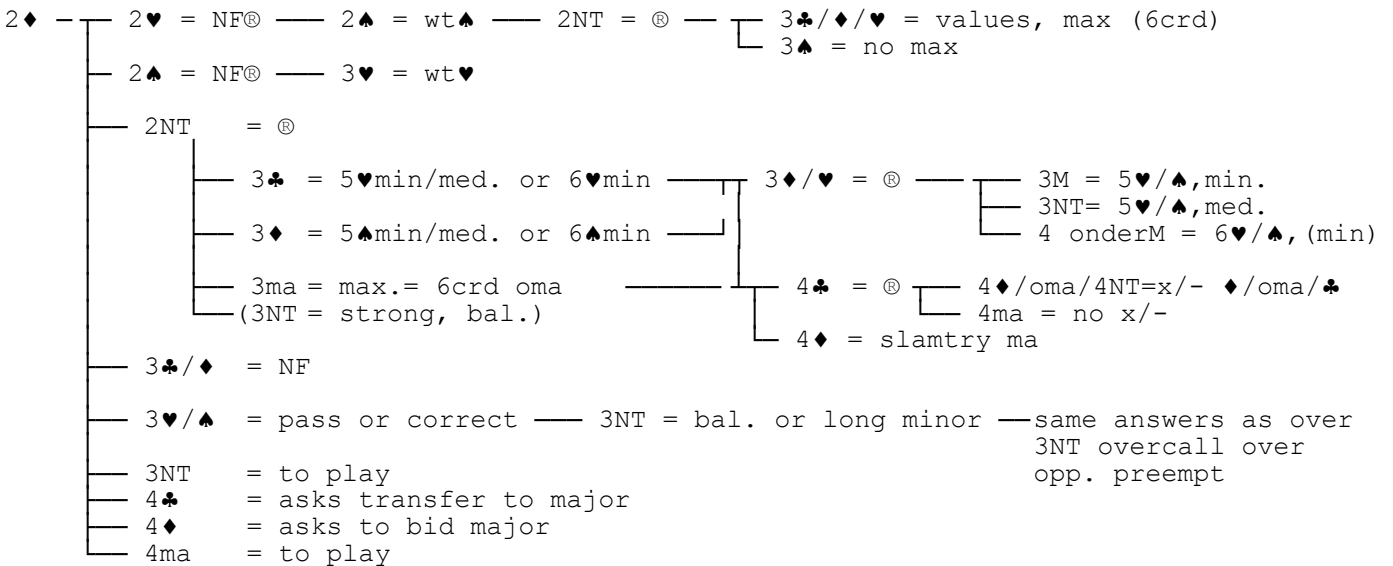 2♦ 2♥ = NF® 2♠ = wt♠ 2NT = ® 3♣/♦/♥ = values, max (6crd)
3♠ = no max
2♠ = NF® 3♥ = wt♥
2NT = ®
3♣ = 5♥min/med. or 6♥min 3♦/♥ = ® 3M = 5♥/♠,min.
3NT= 5♥/♠,med.
3♦ = 5♠min/med. or 6♠min 4 onderM = 6♥/♠,(min)
3ma = max.= 6crd oma 4♣ = ® 4♦/oma/4NT=x/- ♦/oma/♣
(3NT = strong, bal.) 4ma = no x/-
4♦ = slamtry ma
3♣/♦ = NF
3♥/♠ = pass or correct 3NT = bal. or long minor same answers as over
3NT overcall over
3NT = to play opp. preempt
4♣ = asks transfer to major
4♦ = asks to bid major
4ma = to play